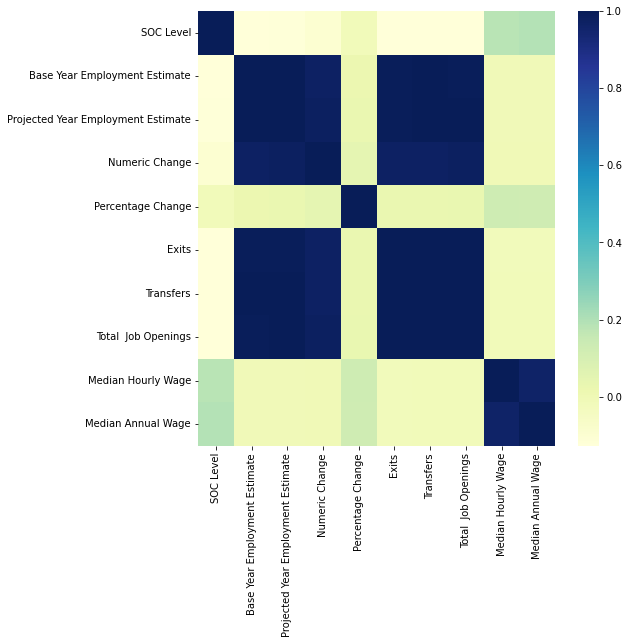 SOC Level
Base Year Employment Estimate
Projected Year Employment Estimate
Numeric Change
Percentage Change
Exits
Transfers
Total  Job Openings
Median Hourly Wage
Median Annual Wage
SOC Level
Base Year Employment Estimate
Projected Year Employment Estimate
Numeric Change
Percentage Change
Exits
Transfers
Total  Job Openings
Median Hourly Wage
Median Annual Wage
1.0
0.8
0.6
0.4
0.2
0.0